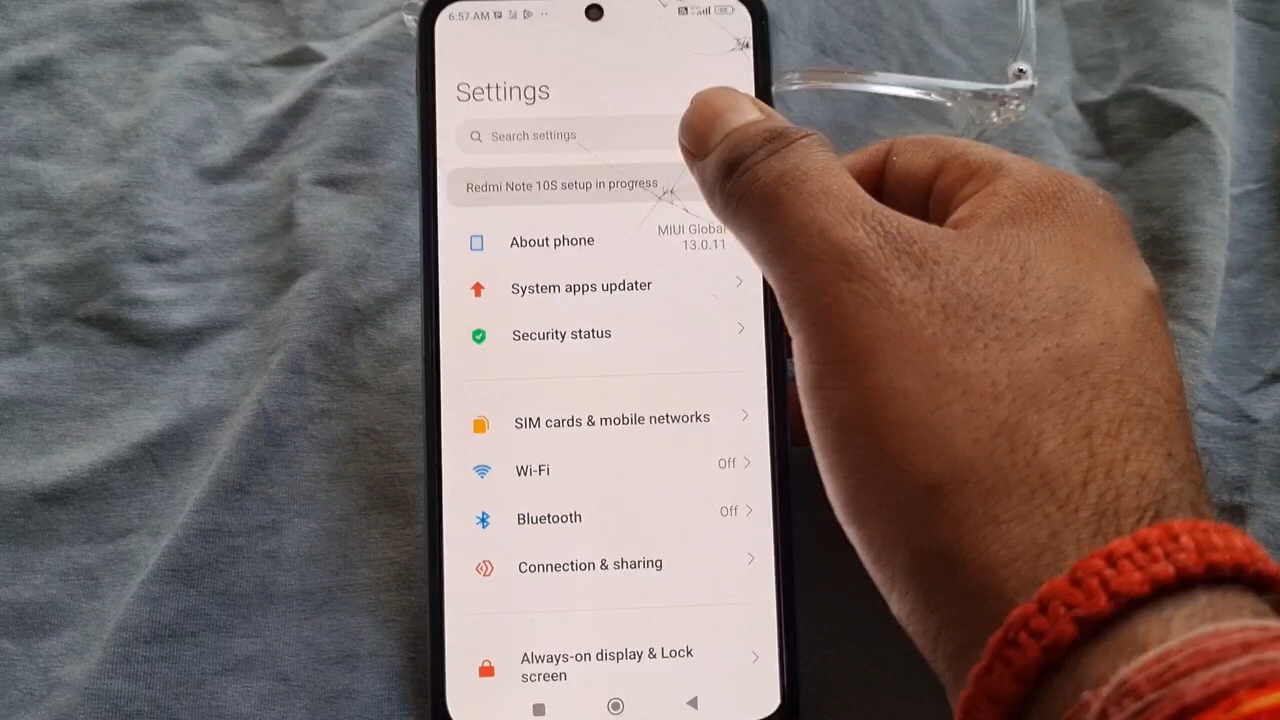 6:57 AM
Settings
Search settings
Redmi Note 10S setup in progress
About phone
MIUI Global
13.0.11
System apps updater
Security status
SIM cards & mobile networks
Wi-Fi
Off
Bluetooth
Off
Connection & sharing
Always-on display & Lock
screen